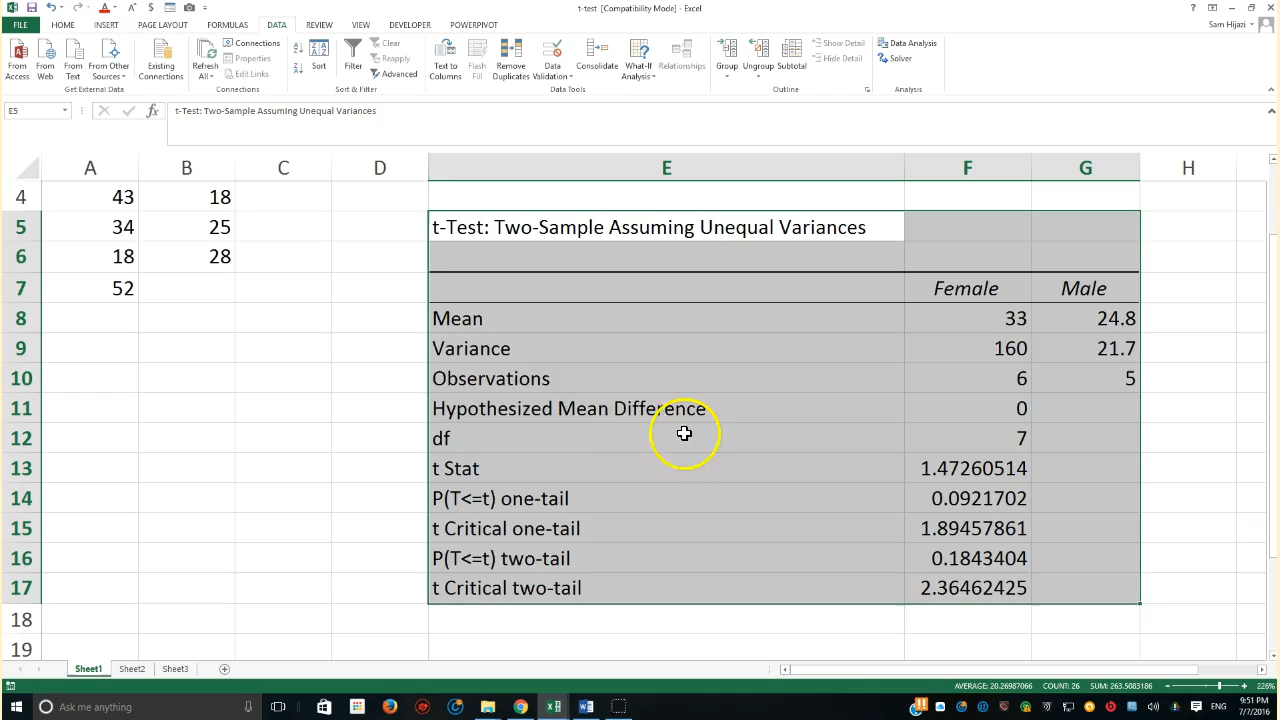 t-test [Compatibility Mode] - Excel
FILE HOME INSERT PAGE LAYOUT FORMULAS DATA REVIEW VIEW DEVELOPER POWERPIVOT Sam Hijazi
From Access
From Web
From Text
From Other Sources
Get External Data
Existing Connections
Refresh All
Connections
Properties
Edit Links
Connections
Sort
Filter
Clear
Reapply
Advanced
Sort & Filter
Text to Columns
Flash Fill
Remove Duplicates
Data Validation
Consolidate
What-If Analysis
Relationships
Data Tools
Group
Ungroup
Subtotal
Show Detail
Hide Detail
Outline
Data Analysis
Solver
Analysis
E5 fx t-Test: Two-Sample Assuming Unequal Variances
A B C D E F G H
4 43 18
5 34 25 t-Test: Two-Sample Assuming Unequal Variances
6 18 28
7 52 Female Male
8 Mean 33 24.8
9 Variance 160 21.7
10 Observations 6 5
11 Hypothesized Mean Difference 0
12 df 7
13 t Stat 1.47260514
14 P(T<=t) one-tail 0.0921702
15 t Critical one-tail 1.89457861
16 P(T<=t) two-tail 0.1843404
17 t Critical two-tail 2.36462425
18
19
Sheet1 Sheet2 Sheet3
AVERAGE: 20.26987066 COUNT: 26 SUM: 263.5083186 226%
Ask me anything
9:51 PM
7/7/2016